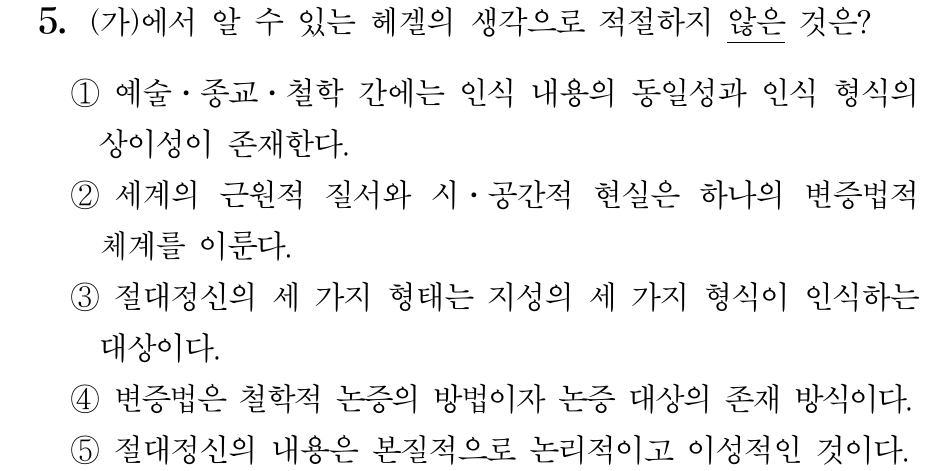 5. (가)에서 알 수 있는 헤겔의 생각으로 적절하지 않은 것은?
① 예술･종교･철학 간에는 인식 내용의 동일성과 인식 형식의
상이성이 존재한다.
② 세계의 근원적 질서와 시･공간적 현실은 하나의 변증법적
체계를 이룬다.
③ 절대정신의 세 가지 형태는 지성의 세 가지 형식이 인식하는
대상이다.
④ 변증법은 철학적 논증의 방법이자 논증 대상의 존재 방식이다.
⑤ 절대정신의 내용은 본질적으로 논리적이고 이성적인 것이다.